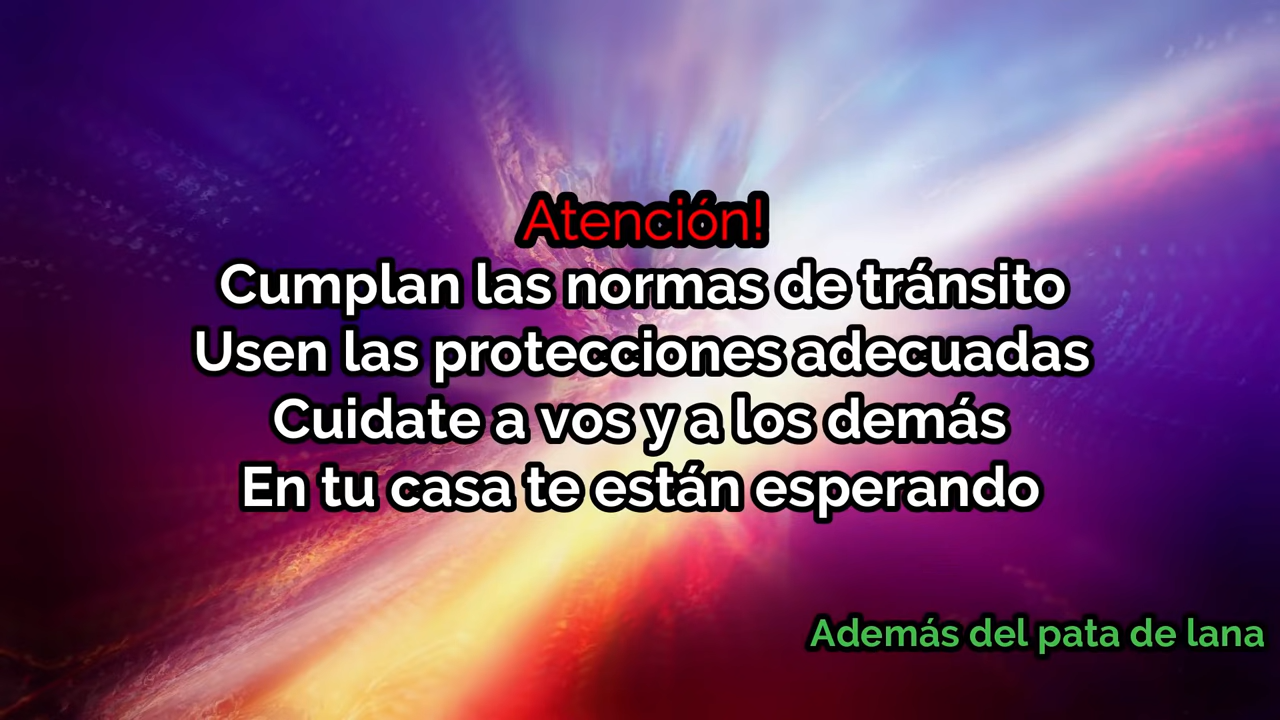 Atención!
Cumplan las normas de tránsito
Usen las protecciones adecuadas
Cuidate a vos y a los demás
En tu casa te están esperando
Además del pata de lana